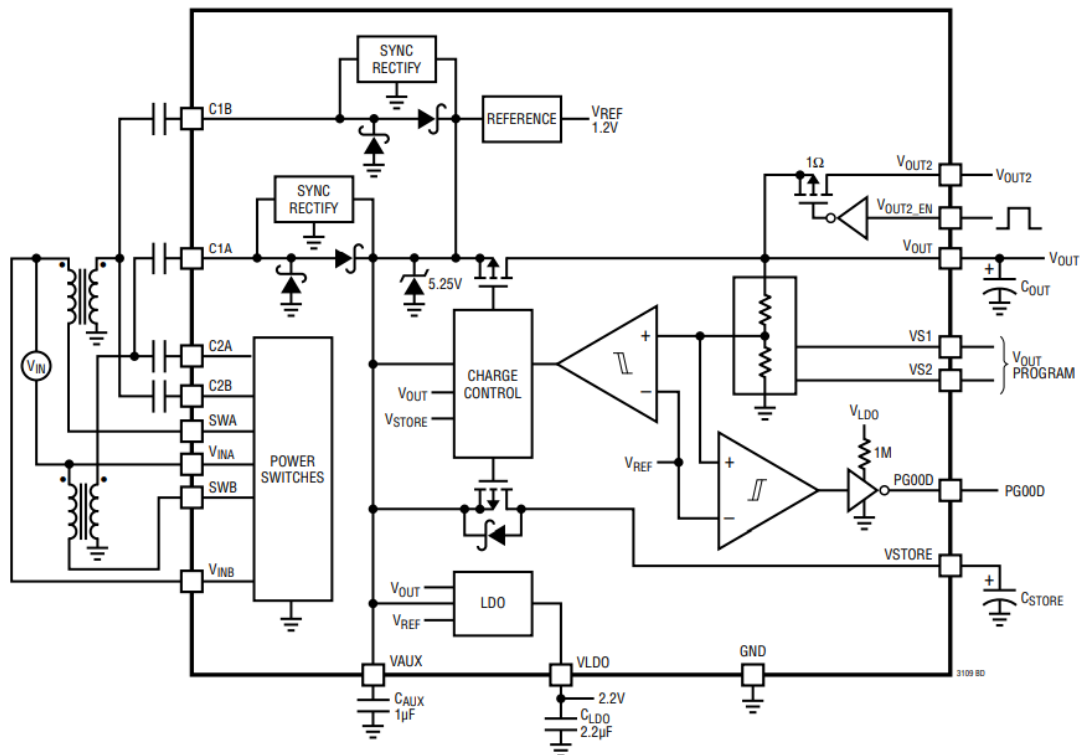 SYNC
RECTIFY
C1B
REFERENCE
VREF
1.2V
1Ω
VOUT2
VOUT2
SYNC
RECTIFY
VOUT2_EN
C1A
VOUT
VOUT
5.25V
COUT
VIN
C2A
C2B
SWA
VINA
SWB
VINB
POWER
SWITCHES
VOUT
VSTORE
CHARGE
CONTROL
+
−
VREF
+
−
VS1
VS2
VOUT
PROGRAM
VLDO
1M
PGOOD
PGOOD
VSTORE
+
CSTORE
+
VOUT
VREF
LDO
VAUX
VLDO
GND
3109 BD
CAUX
1µF
2.2V
CLDO
2.2µF